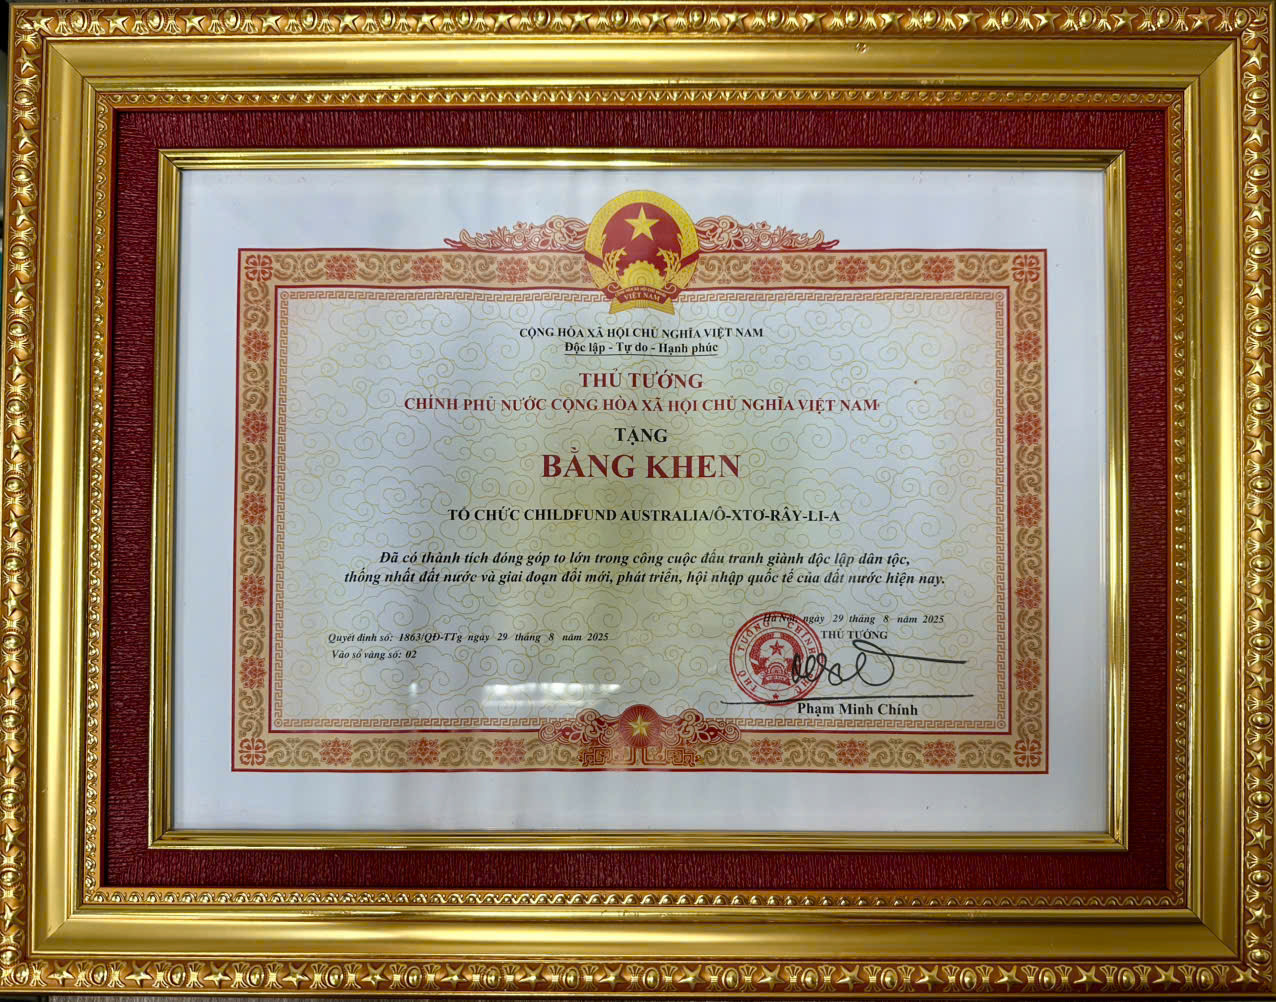 VIỆT NAM
CỘNG HÒA XÃ HỘI CHỦ NGHĨA VIỆT NAM
Độc lập - Tự do - Hạnh phúc
THỦ TƯỚNG
CHÍNH PHỦ NƯỚC CỘNG HÒA XÃ HỘI CHỦ NGHĨA VIỆT NAM
TẶNG
BẰNG KHEN
TỔ CHỨC CHILDFUND AUSTRALIA/Ô-XTƠ-RÂY-LI-A
Đã có thành tích đóng góp to lớn trong công cuộc đấu tranh giành độc lập dân tộc,
thống nhất đất nước và giai đoạn đổi mới, phát triển, hội nhập quốc tế của đất nước hiện nay.
Hà Nội, ngày 29 tháng 8 năm 2025
THỦ TƯỚNG
Quyết định số: 1863/QĐ-TTg ngày 29 tháng 8 năm 2025
Vào sổ vàng số: 02
THỦ TƯỚNG CHÍNH PHỦ
Phạm Minh Chính